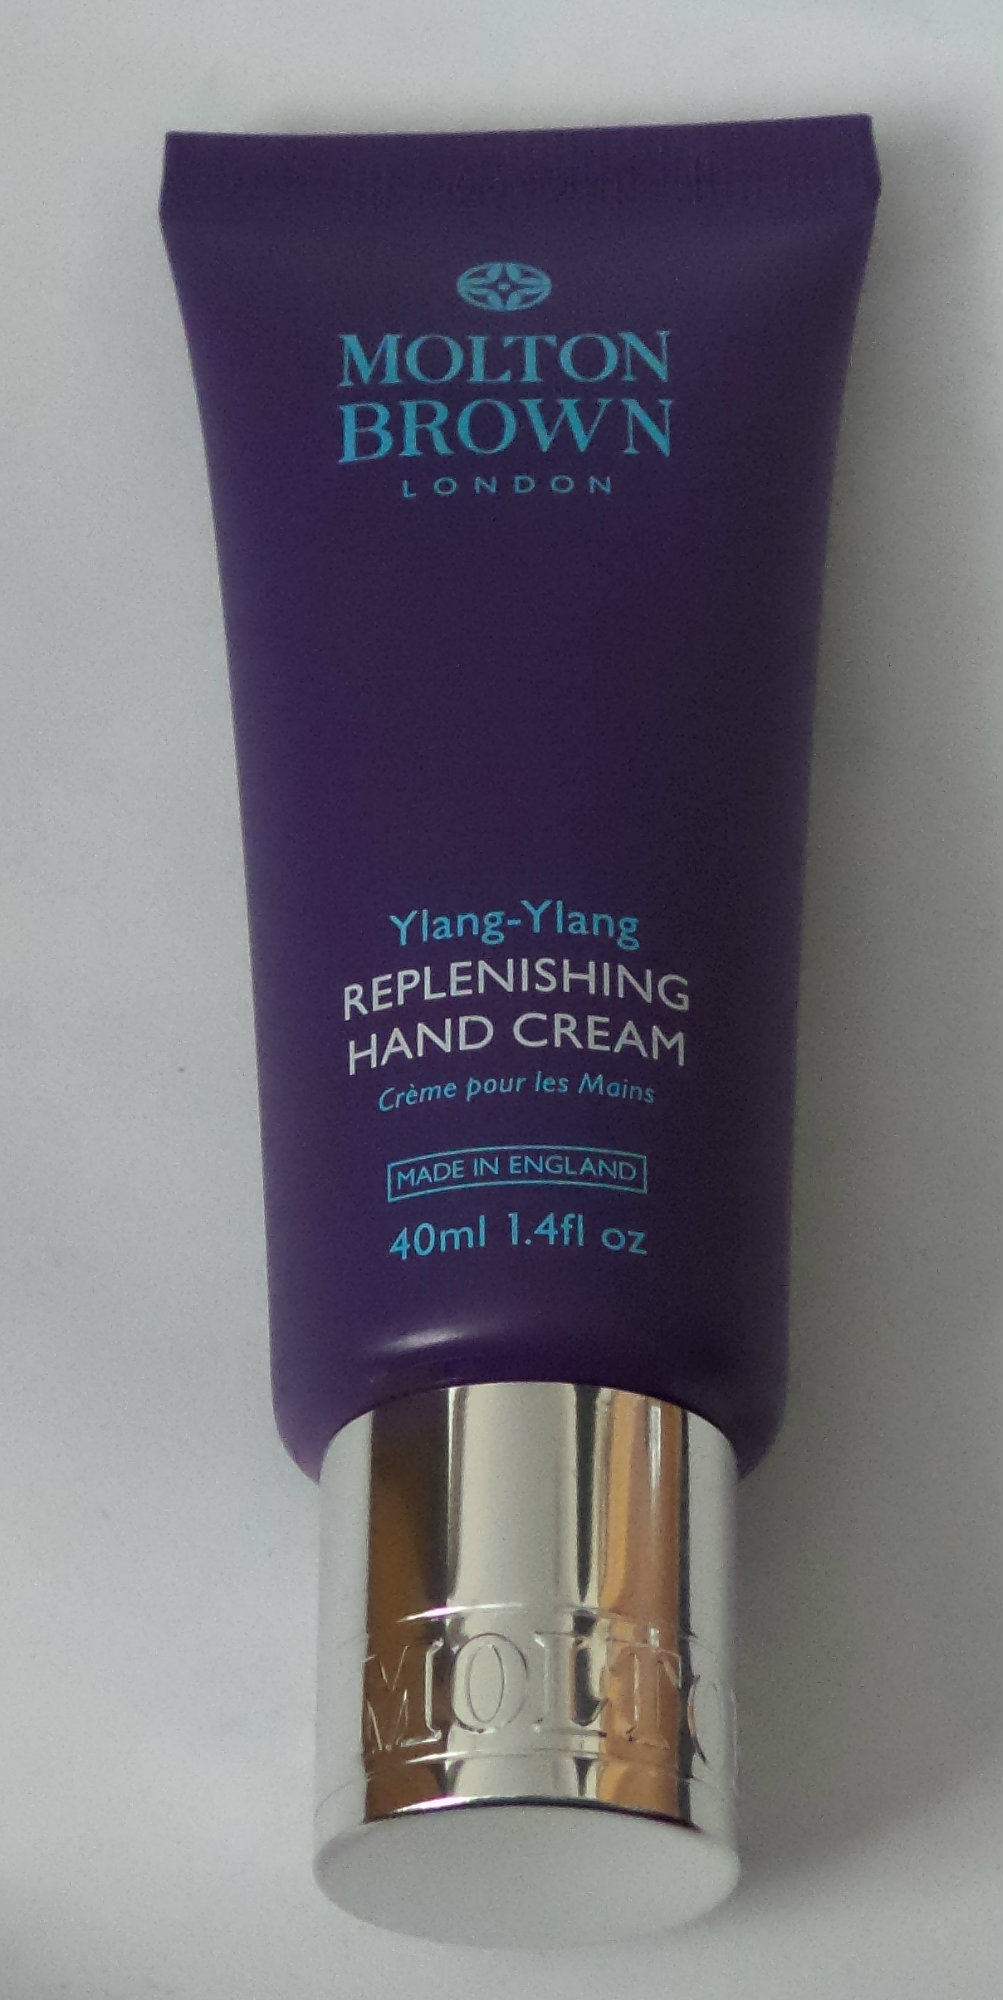 MOLTON
BROWN
LONDON
Ylang-Ylang
REPLENISHING
HAND CREAM
Crème pour les Mains
MADE IN ENGLAND
40ml 1.4fl oz
MOLTO